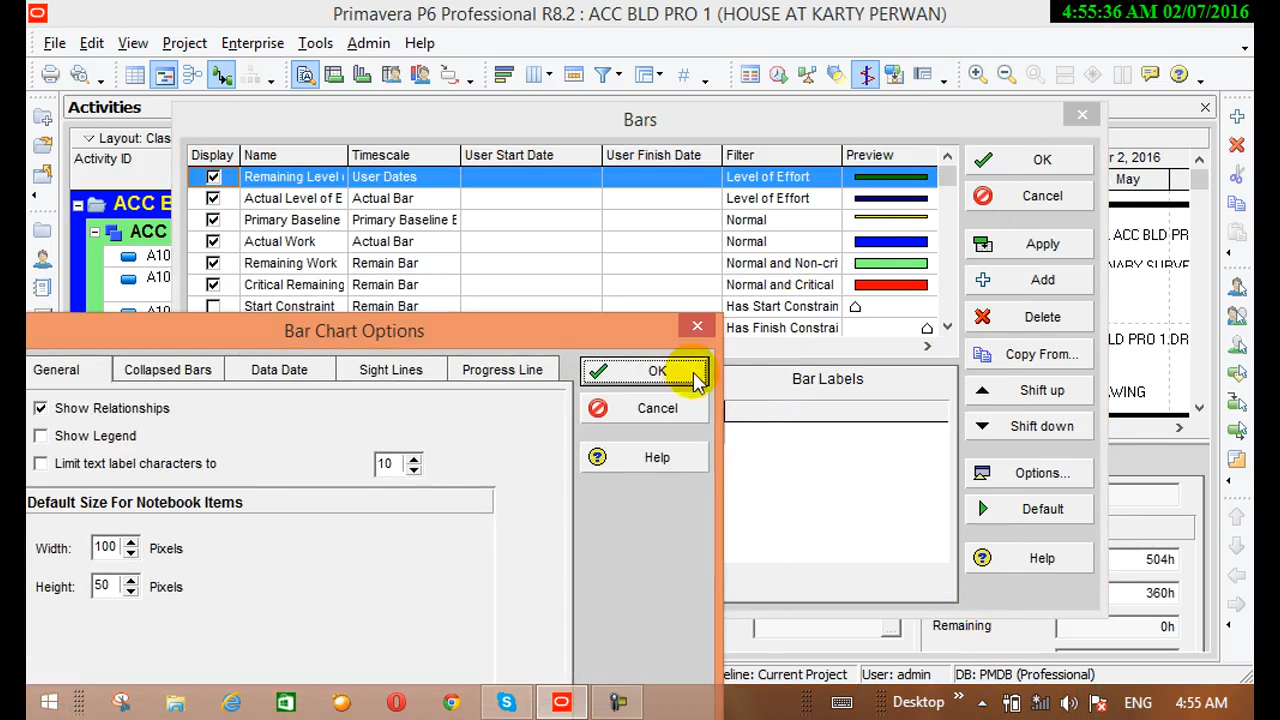 Primavera P6 Professional R8.2 : ACC BLD PRO 1 (HOUSE AT KARTY PERWAN)
4:55:36 AM 02/07/2016
File Edit View Project Enterprise Tools Admin Help
Activities
Layout: Clas
Activity ID
ACC B
ACC
A10
A10
Bars
Display Name Timescale User Start Date User Finish Date Filter Preview
Remaining Level User Dates Level of Effort
Actual Level of E Actual Bar Level of Effort
Primary Baseline Primary Baseline B Normal
Actual Work Actual Bar Normal
Remaining Work Remain Bar Normal and Non-cri
Critical Remaining Remain Bar Normal and Critical
Start Constraint Remain Bar Has Start Constrain
Has Finish Constrai
OK
Cancel
Apply
Add
Delete
Copy From...
Shift up
Shift down
Options...
Default
Help
Bar Labels
r 2, 2016
May
ACC BLD PR
NARY SURVE
PRO 1.DR
WING
Bar Chart Options
General Collapsed Bars Data Date Sight Lines Progress Line
Show Relationships
Show Legend
Limit text label characters to 10
Default Size For Notebook Items
Width: 100 Pixels
Height: 50 Pixels
OK
Cancel
Help
504h
360h
Remaining 0h
eline: Current Project User: admin DB: PMDB (Professional)
Desktop » ENG 4:55 AM